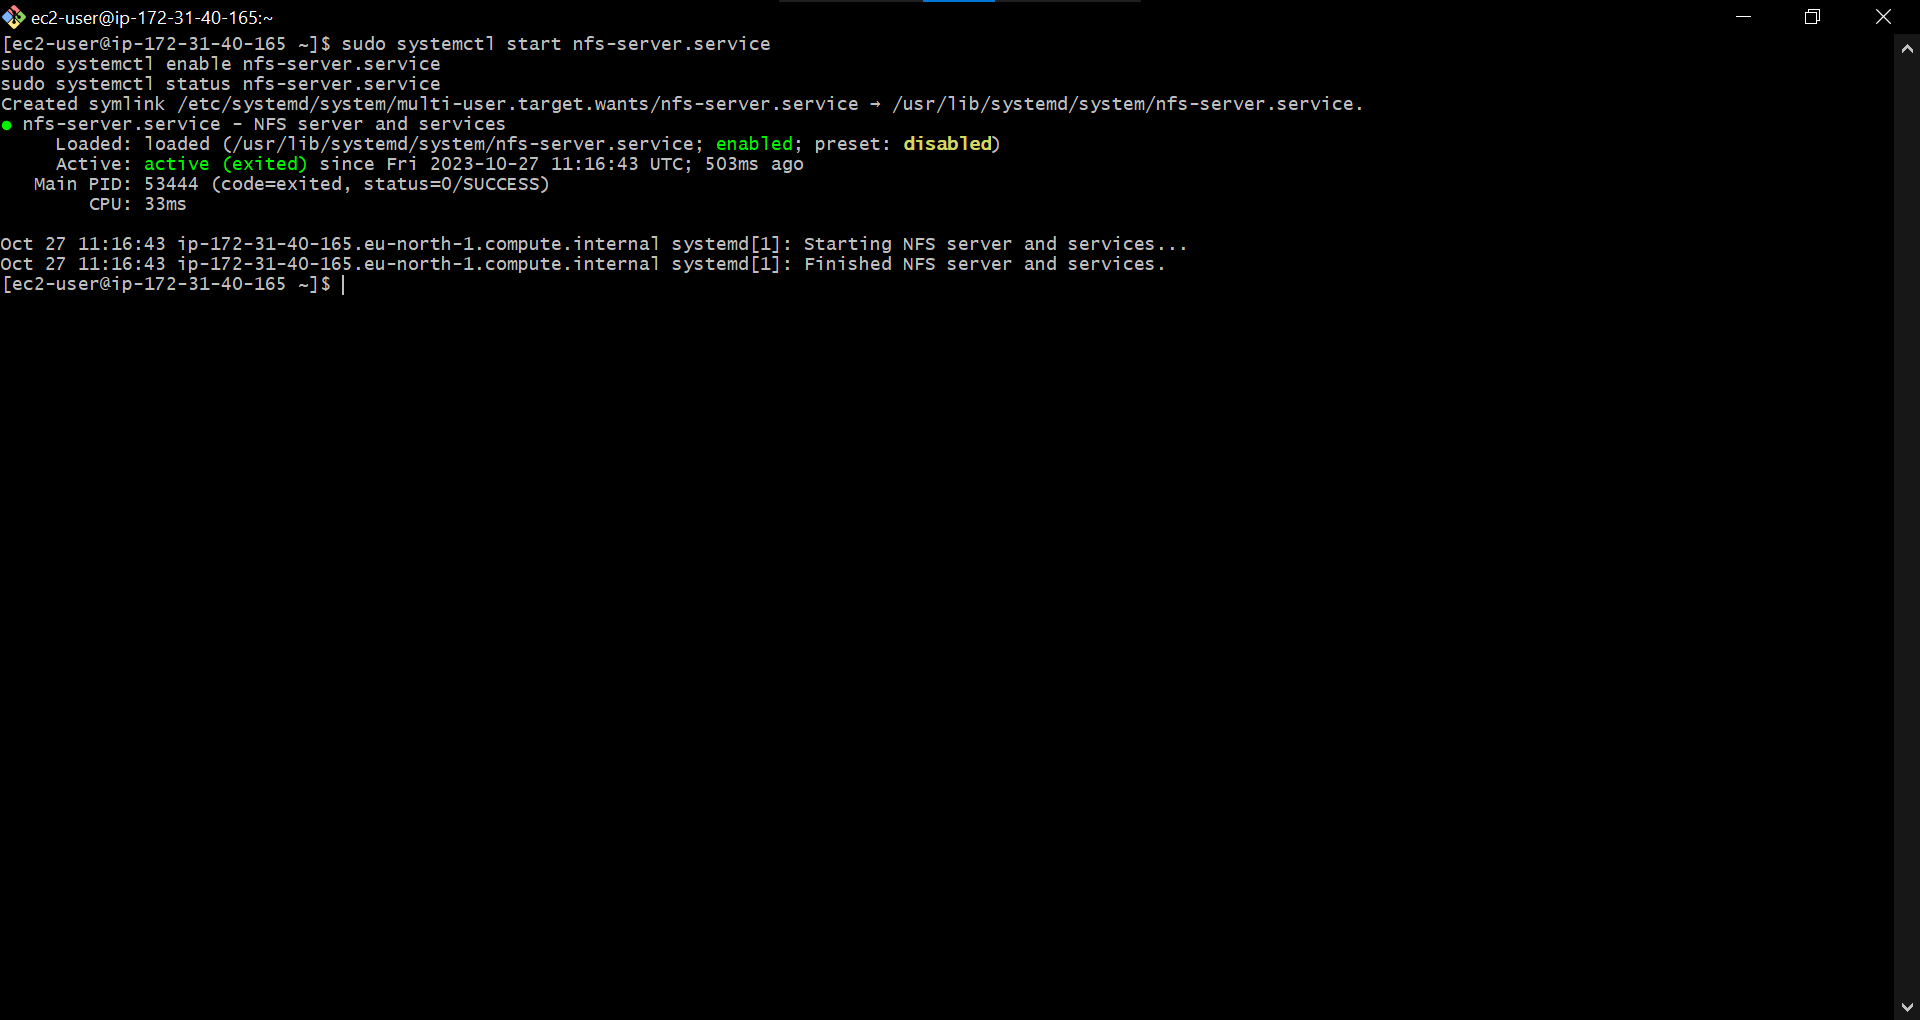 ec2-user@ip-172-31-40-165:~
[ec2-user@ip-172-31-40-165 ~]$ sudo systemctl start nfs-server.service
sudo systemctl enable nfs-server.service
sudo systemctl status nfs-server.service
Created symlink /etc/systemd/system/multi-user.target.wants/nfs-server.service → /usr/lib/systemd/system/nfs-server.service.
● nfs-server.service - NFS server and services
     Loaded: loaded (/usr/lib/systemd/system/nfs-server.service; enabled; preset: disabled)
     Active: active (exited) since Fri 2023-10-27 11:16:43 UTC; 503ms ago
   Main PID: 53444 (code=exited, status=0/SUCCESS)
        CPU: 33ms
Oct 27 11:16:43 ip-172-31-40-165.eu-north-1.compute.internal systemd[1]: Starting NFS server and services...
Oct 27 11:16:43 ip-172-31-40-165.eu-north-1.compute.internal systemd[1]: Finished NFS server and services.
[ec2-user@ip-172-31-40-165 ~]$